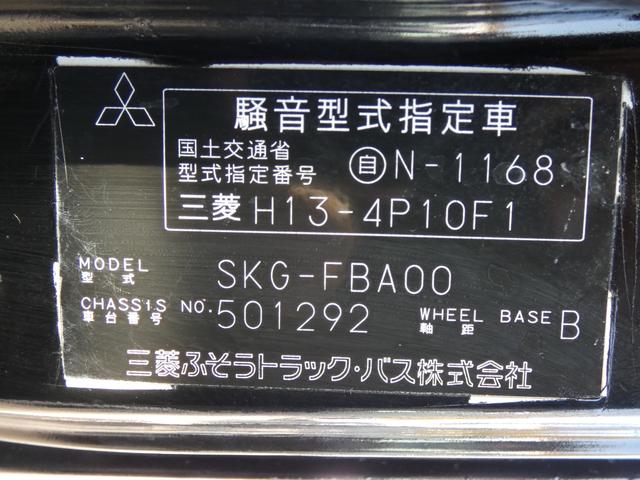 騒音型式指定車
国土交通省
型式指定番号 自N-1168
三菱 H13-4P10F1
MODEL SKG-FBA00
型式
CHASSIS NO. 501292 WHEEL BASE B
車台番号 軸距
三菱ふそうトラック・バス株式会社